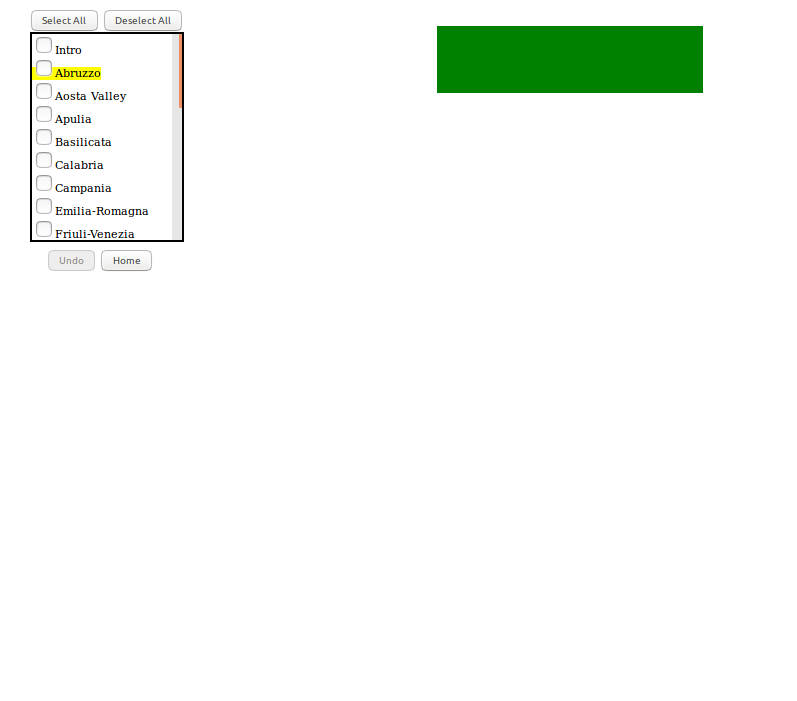 Select All Deselect All
Intro
Abruzzo
Aosta Valley
Apulia
Basilicata
Calabria
Campania
Emilia-Romagna
Friuli-Venezia
Undo Home